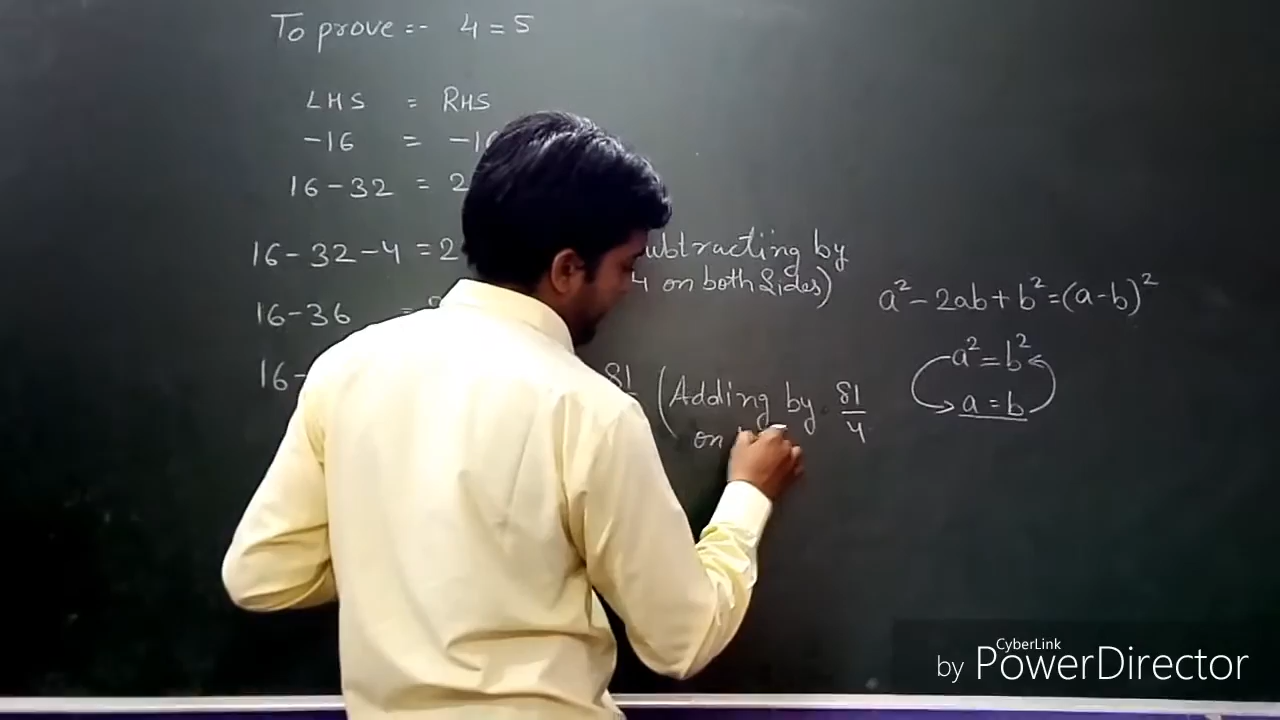 To prove :- 4 = 5
LHS = RHS
-16 = -16
16-32 = 2
16-32-4 = 2
ubtracting by
4 on both Sides)
16-36 =
16-
81 (Adding by 81/4
on
a²-2ab+b²=(a-b)²
a²=b²
a=b
CyberLink
by PowerDirector